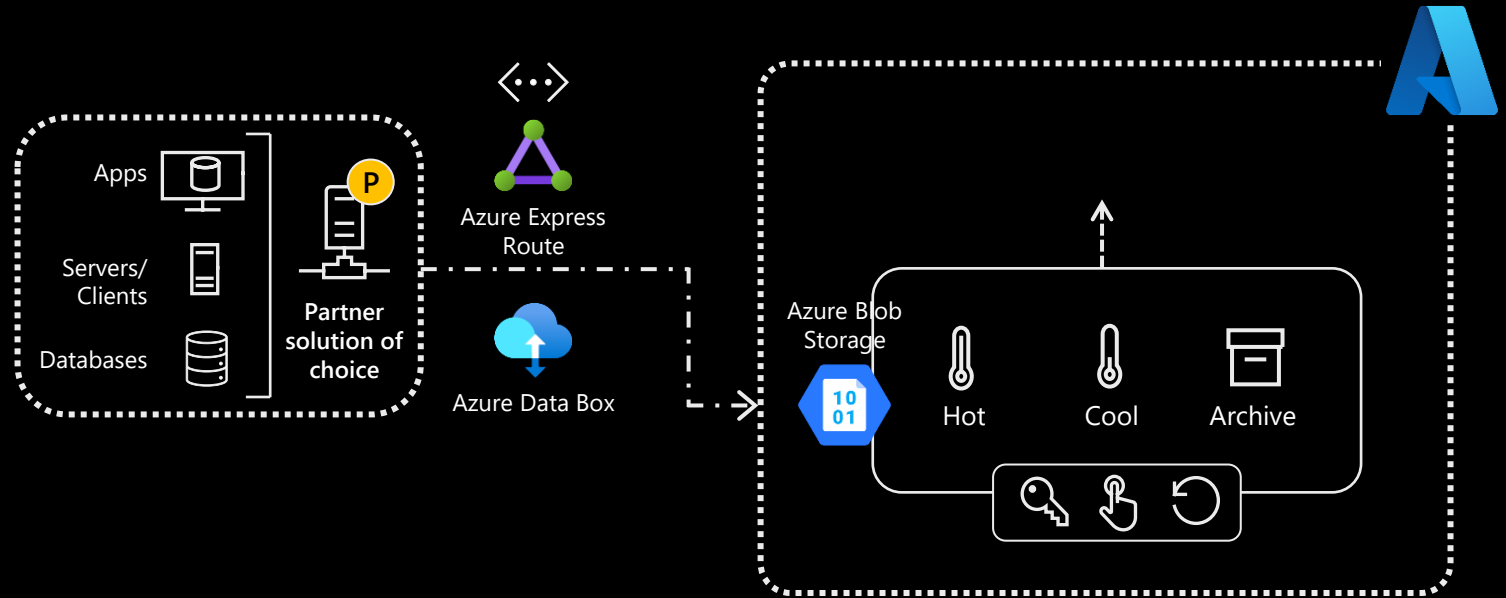 Apps
Servers/
Clients
Databases
P
Partner
solution of
choice
Azure Express
Route
Azure Data Box
Azure Blob
Storage
10
01
Hot
Cool
Archive